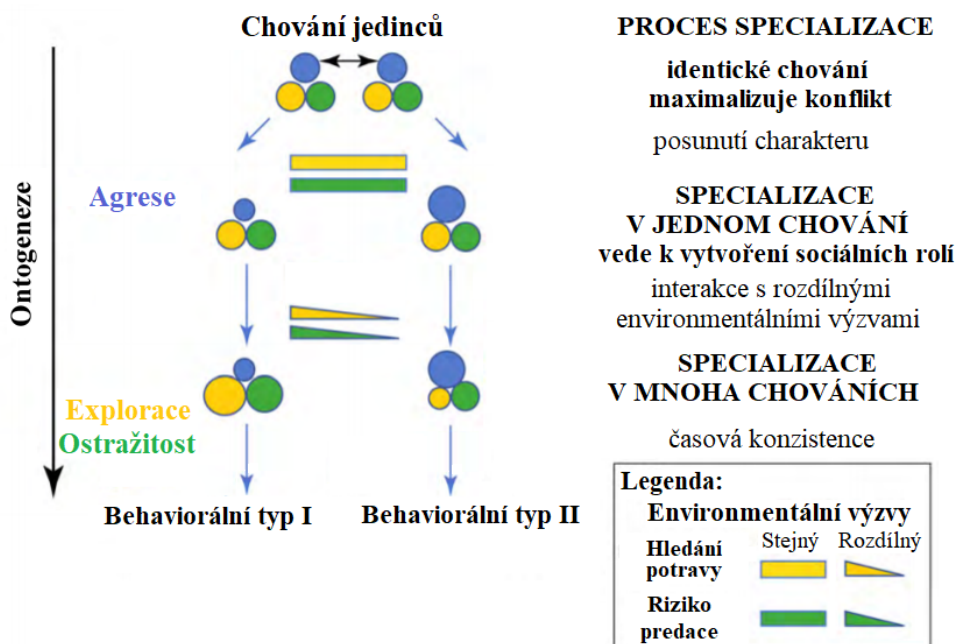 Chování jedinců
Ontogeneze
Agrese
Explorace
Ostražitost
Behaviorální typ I
Behaviorální typ II
PROCES SPECIALIZACE
identické chování
maximalizuje konflikt
posunutí charakteru
SPECIALIZACE
V JEDNOM CHOVÁNÍ
vede k vytvoření sociálních rolí
interakce s rozdílnými
environmentálními výzvami
SPECIALIZACE
V MNOHA CHOVÁNÍCH
časová konzistence
Legenda:
Environmentální výzvy
Stejný Rozdílný
Hledání
potravy
Riziko
predace